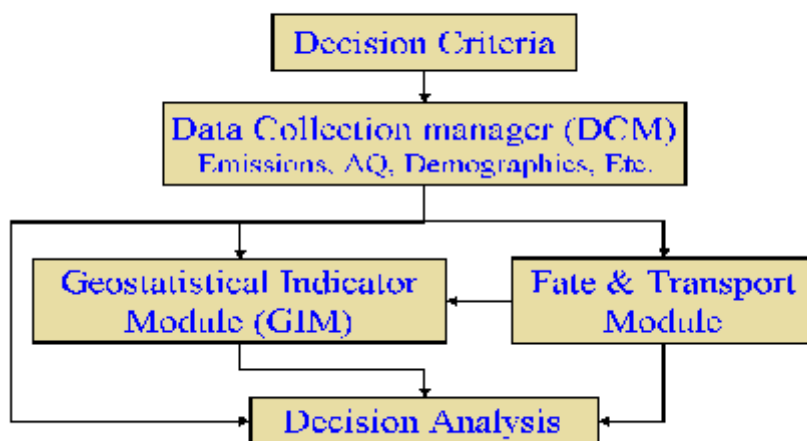 Decision Criteria
Data Collection manager (DCM)
Emissions, AQ, Demographics, Etc.
Geostatistical Indicator
Module (GIM)
Fate & Transport
Module
Decision Analysis